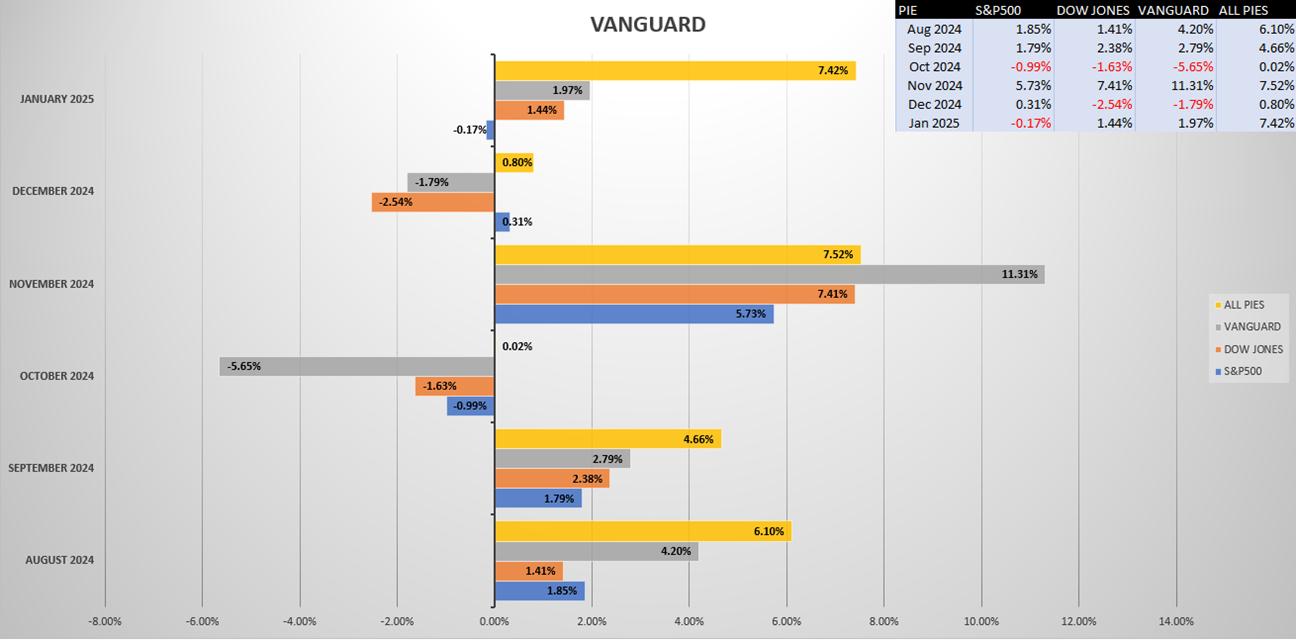 VANGUARD
PIE S&P500 DOW JONES VANGUARD ALL PIES
Aug 2024 1.85% 1.41% 4.20% 6.10%
Sep 2024 1.79% 2.38% 2.79% 4.66%
Oct 2024 -0.99% -1.63% -5.65% 0.02%
Nov 2024 5.73% 7.41% 11.31% 7.52%
Dec 2024 0.31% -2.54% -1.79% 0.80%
Jan 2025 -0.17% 1.44% 1.97% 7.42%
7.42%
1.97%
JANUARY 2025
1.44%
-0.17%
0.80%
-1.79%
DECEMBER 2024
-2.54%
0.31%
7.52%
11.31%
NOVEMBER 2024
7.41%
5.73%
0.02%
-5.65%
OCTOBER 2024
-1.63%
-0.99%
4.66%
2.79%
SEPTEMBER 2024
2.38%
1.79%
6.10%
4.20%
AUGUST 2024
1.41%
1.85%
ALL PIES
VANGUARD
DOW JONES
S&P500
-8.00% -6.00% -4.00% -2.00% 0.00% 2.00% 4.00% 6.00% 8.00% 10.00% 12.00% 14.00%